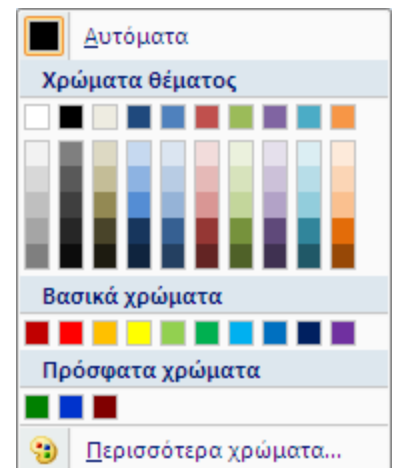 Αυτόματα
Χρώματα θέματος
Βασικά χρώματα
Πρόσφατα χρώματα
Περισσότερα χρώματα...